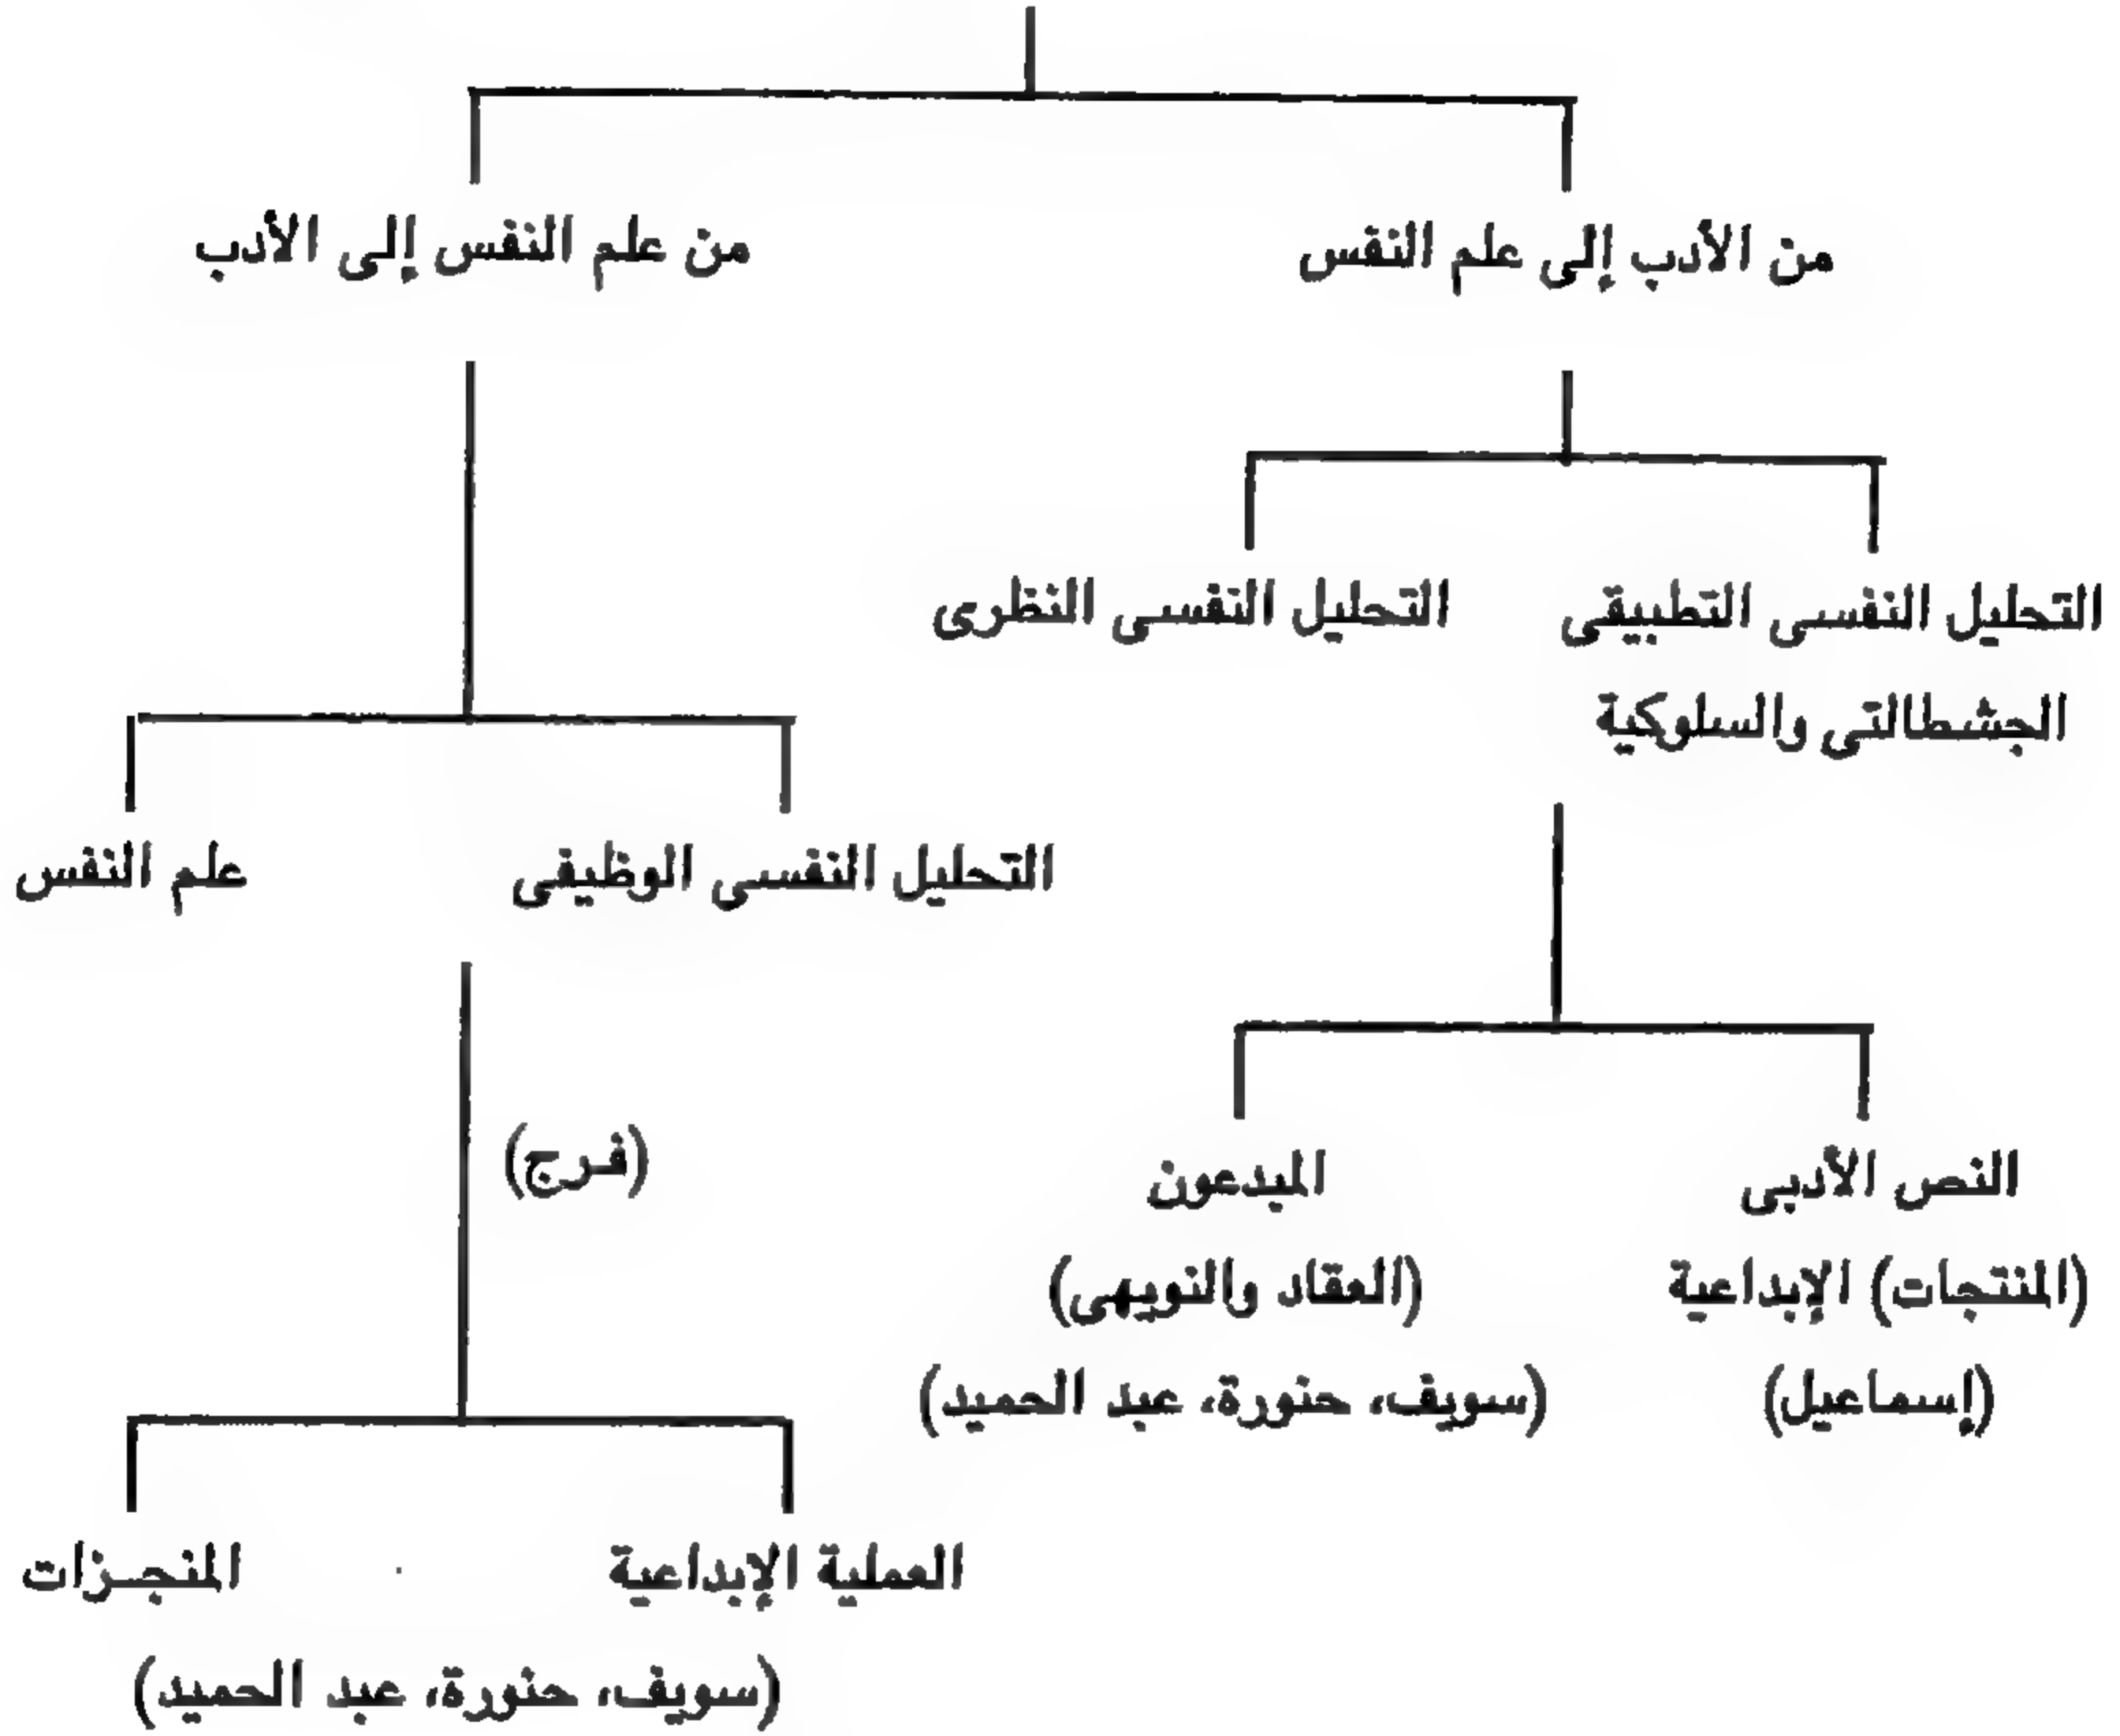 من الأدب إلى علم النفس
من علم النفس إلى الأدب
التحليل النفسى التطبيقى
الجشطالتى والسلوكية
التحليل النفسى النظرى
التحليل النفسى الوظيفى
علم النفس
(فرج)
النص الأدبى
(المنتجات) الإبداعية
(إسماعيل)
المبدعون
(العقاد والنويهى)
(سويف، حنورة، عبد الحميد)
العملية الإبداعية
المنجزات
(سويف، حنورة، عبد الحميد)